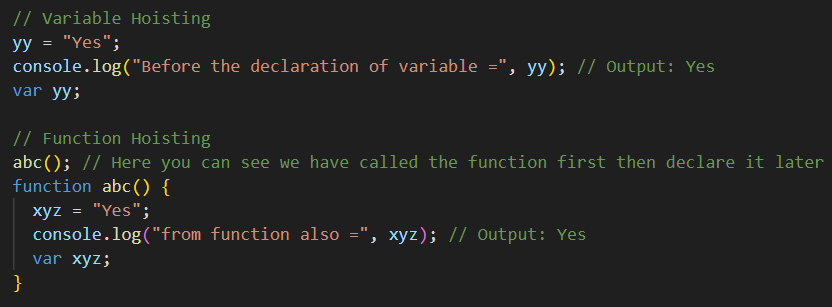 // Variable Hoisting
yy = "Yes";
console.log("Before the declaration of variable =", yy); // Output: Yes
var yy;
// Function Hoisting
abc(); // Here you can see we have called the function first then declare it later
function abc() {
xyz = "Yes";
console.log("from function also =", xyz); // Output: Yes
var xyz;
}